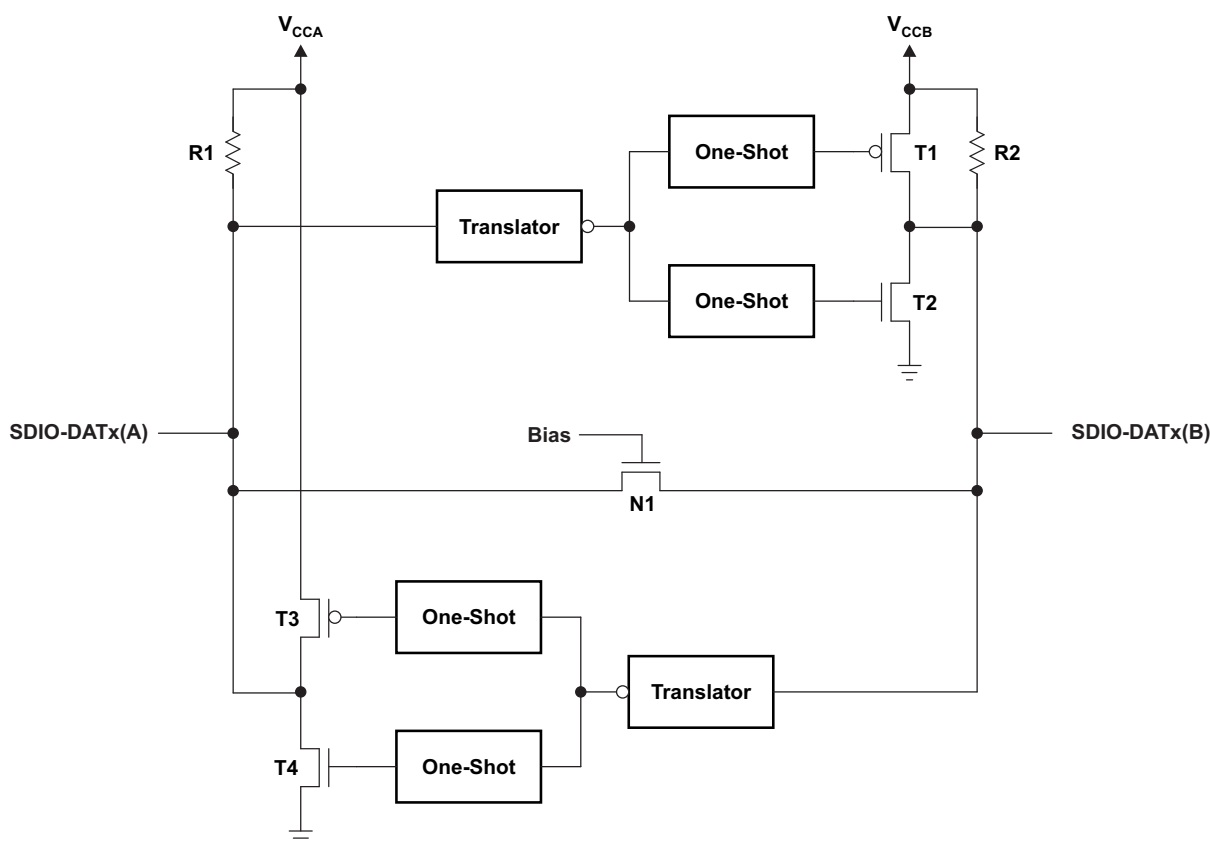 VCCA
VCCB
R1
One-Shot
T1
R2
Translator
One-Shot
T2
SDIO-DATx(A)
Bias
SDIO-DATx(B)
N1
T3
One-Shot
Translator
T4
One-Shot